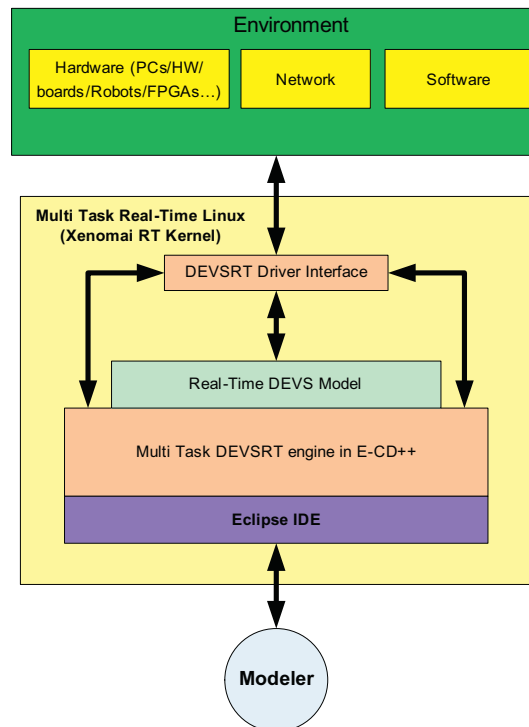 Environment
Hardware (PCs/HW/
boards/Robots/FPGAs…)
Network
Software
Multi Task Real-Time Linux
(Xenomai RT Kernel)
DEVSRT Driver Interface
Real-Time DEVS Model
Multi Task DEVSRT engine in E-CD++
Eclipse IDE
Modeler